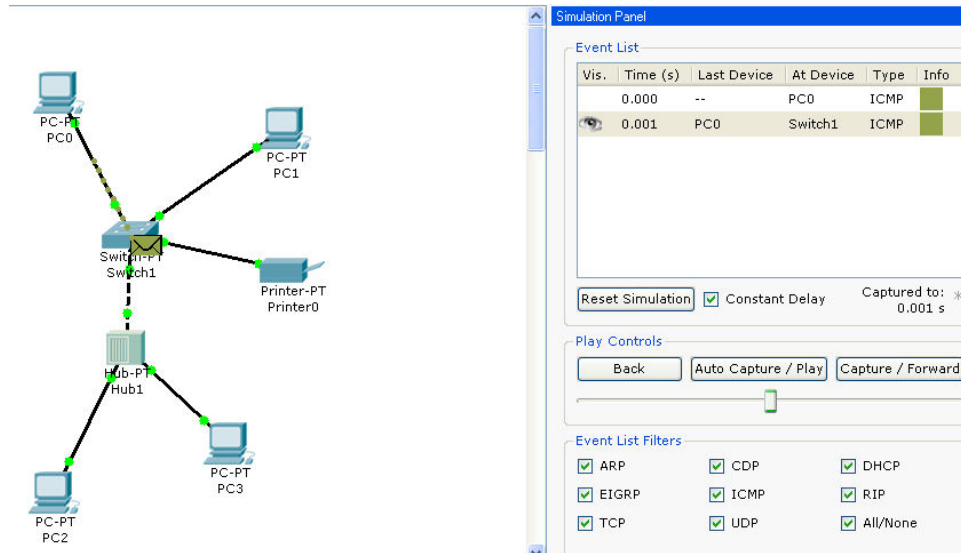 PC-PT
PC0
PC-PT
PC1
Switch-PT
Switch1
Printer-PT
Printer0
Hub-PT
Hub1
PC-PT
PC3
PC-PT
PC2
Simulation Panel
Event List
Vis. Time (s) Last Device At Device Type Info
0.000 -- PC0 ICMP
0.001 PC0 Switch1 ICMP
Reset Simulation Constant Delay Captured to: *
0.001 s
Play Controls
Back Auto Capture / Play Capture / Forward
Event List Filters
ARP CDP DHCP
EIGRP ICMP RIP
TCP UDP All/None